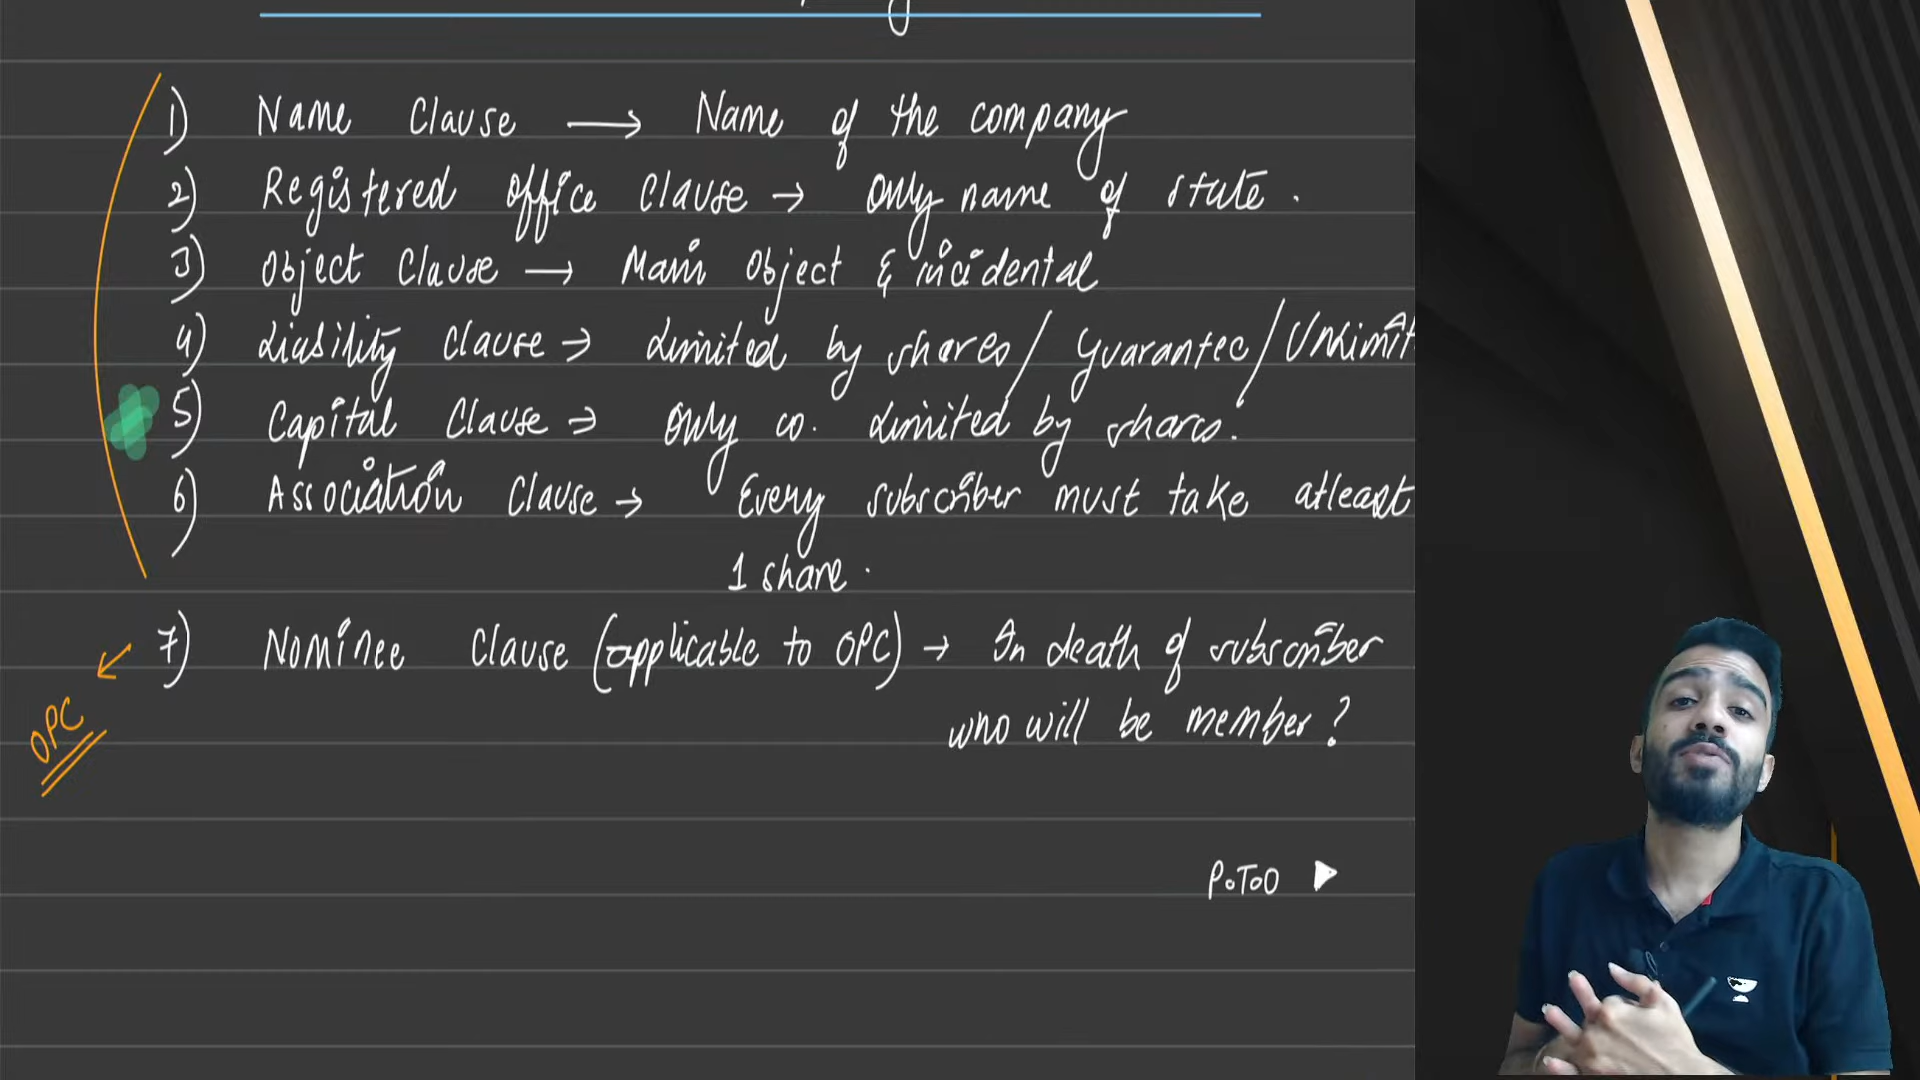 1) Name Clause → Name of the company
2) Registered office Clause → Only name of state.
3) Object Clause → Main Object & incidental
4) Liability Clause → Limited by shares/ Guarantee/ Unlimit
5) Capital Clause → Only co. Limited by shares.
6) Association Clause → Every subscriber must take atleast
1 share.
7) Nominee Clause (applicable to OPC) → In death of subscriber
who will be member?
OPC
P.T.O